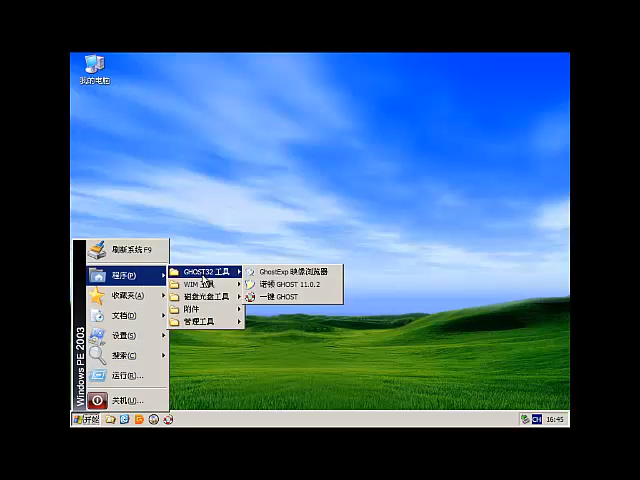 我的电脑
刷新系统 F9
程序(P)
收藏夹(A)
文档(D)
设置(S)
搜索(C)
运行(R)...
关机(U)...
Windows PE 2003
GHOST32 工具
WIM 工具
磁盘光盘工具
附件
管理工具
GhostExp 映像浏览器
诺顿 GHOST 11.0.2
一键 GHOST
开始
CH
16:45